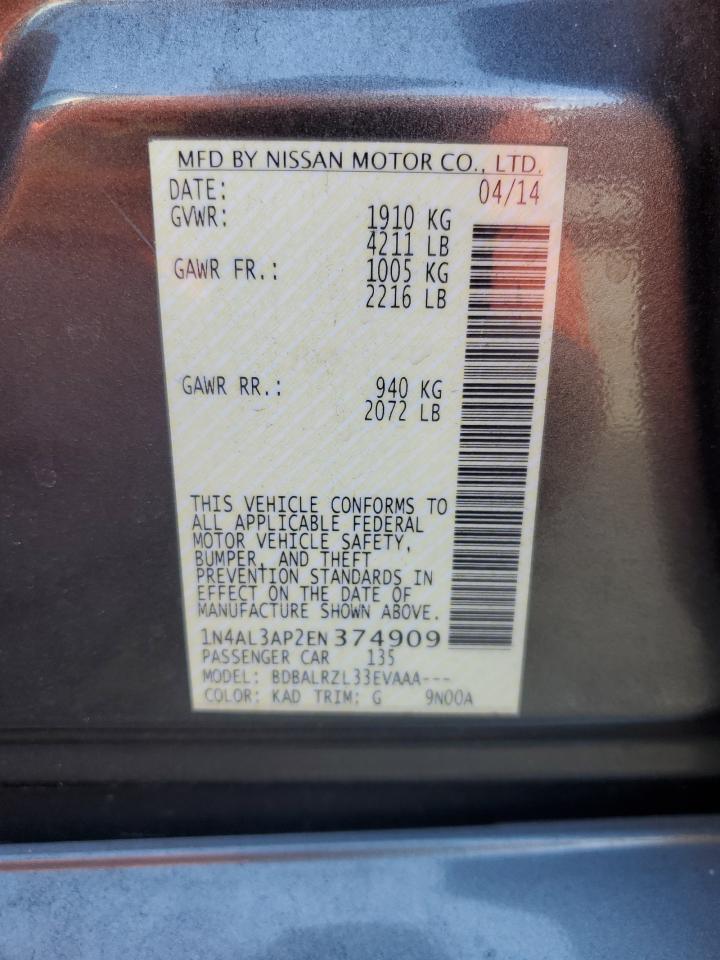 MFD BY NISSAN MOTOR CO., LTD.
DATE: 04/14
GVWR: 1910 KG
4211 LB
GAWR FR.: 1005 KG
2216 LB
GAWR RR.: 940 KG
2072 LB
THIS VEHICLE CONFORMS TO
ALL APPLICABLE FEDERAL
MOTOR VEHICLE SAFETY,
BUMPER, AND THEFT
PREVENTION STANDARDS IN
EFFECT ON THE DATE OF
MANUFACTURE SHOWN ABOVE.
1N4AL3AP2EN374909
PASSENGER CAR 135
MODEL: BDBALRZL33EVAAA---
COLOR: KAD TRIM: G 9N00A